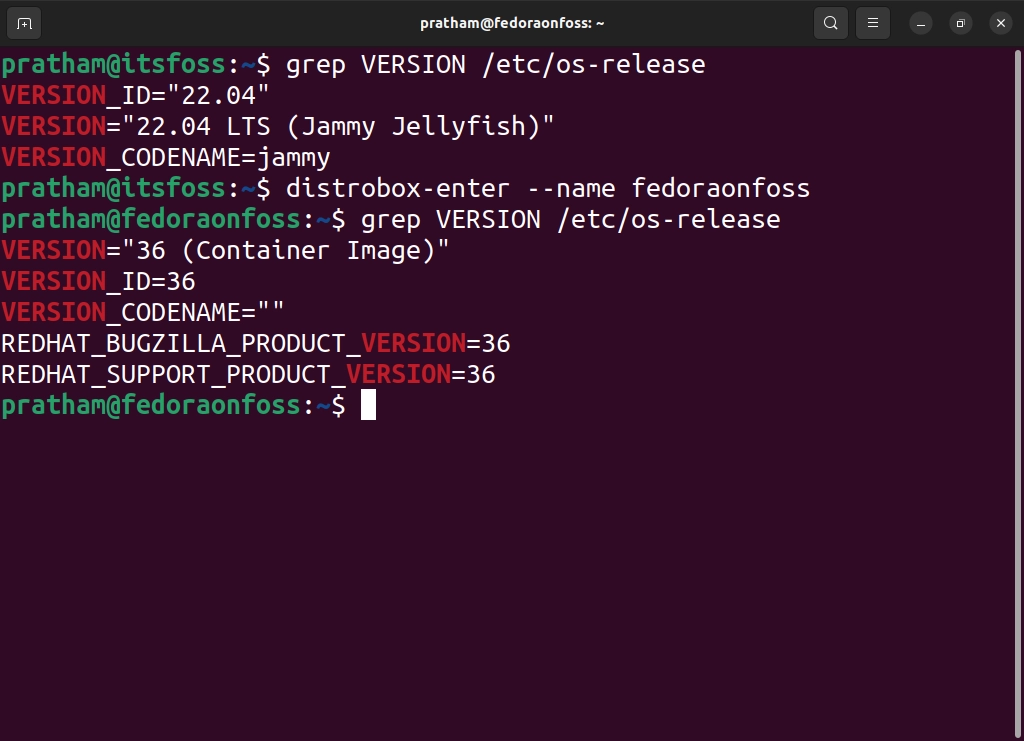 pratham@fedoraonfoss: ~
pratham@itsfoss:~$ grep VERSION /etc/os-release
VERSION_ID="22.04"
VERSION="22.04 LTS (Jammy Jellyfish)"
VERSION_CODENAME=jammy
pratham@itsfoss:~$ distrobox-enter --name fedoraonfoss
pratham@fedoraonfoss:~$ grep VERSION /etc/os-release
VERSION="36 (Container Image)"
VERSION_ID=36
VERSION_CODENAME=""
REDHAT_BUGZILLA_PRODUCT_VERSION=36
REDHAT_SUPPORT_PRODUCT_VERSION=36
pratham@fedoraonfoss:~$